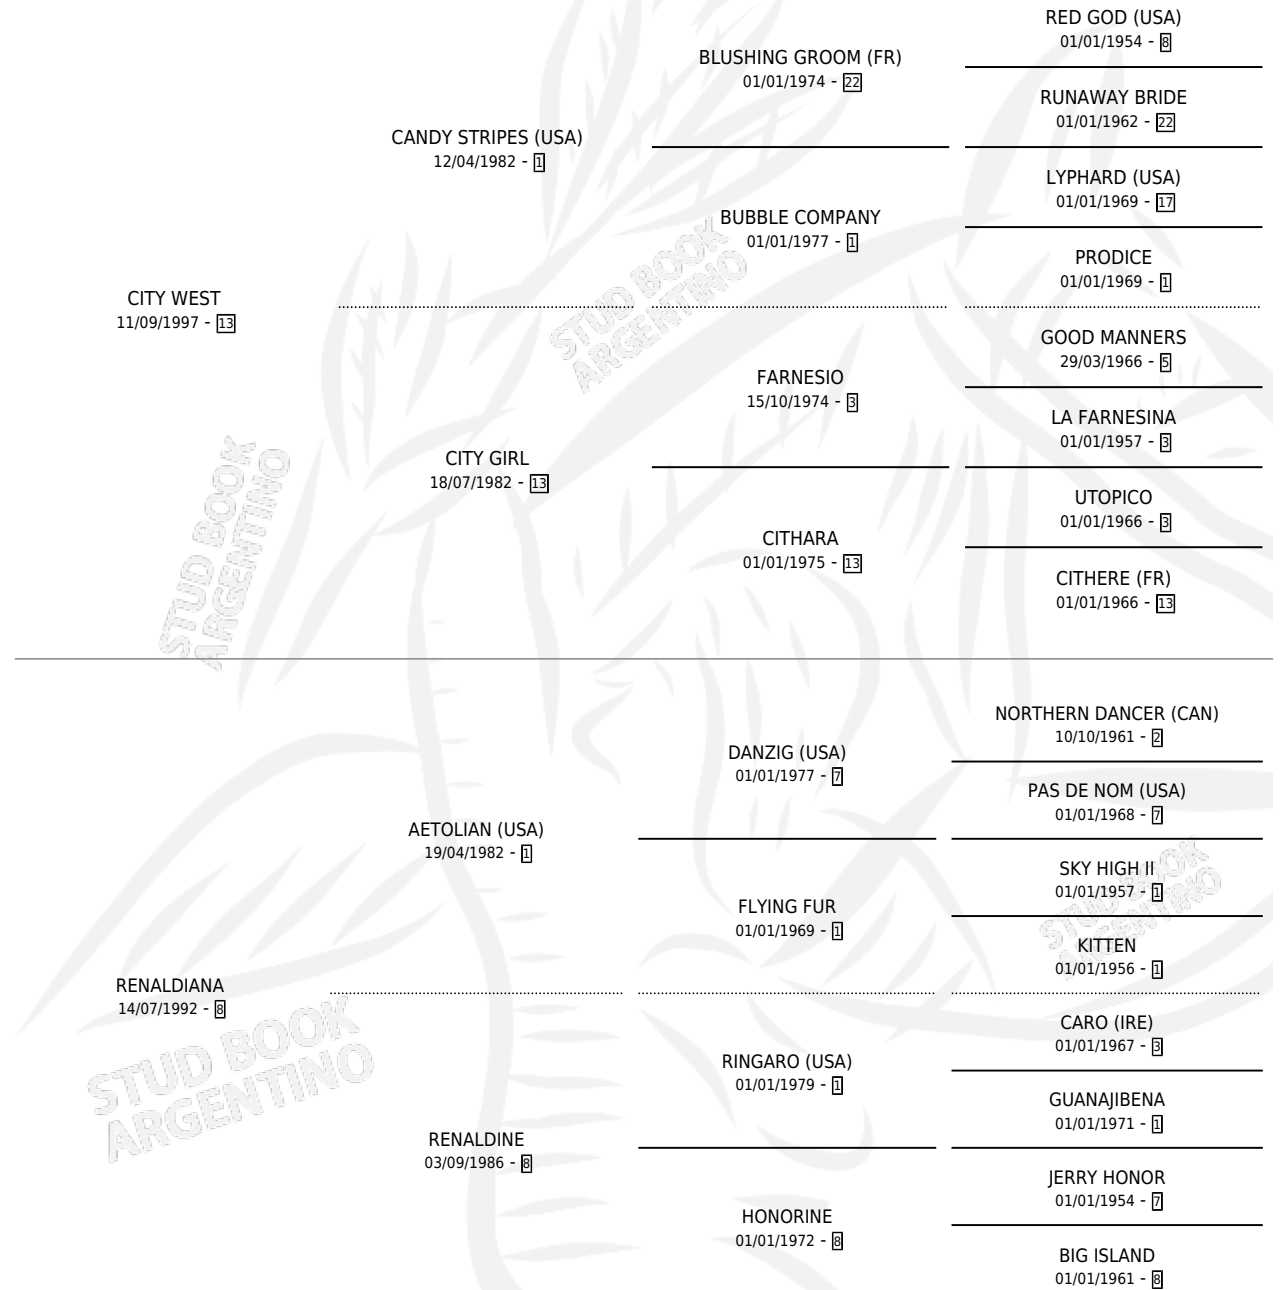 RED GOD (USA)
01/01/1954 - 8
BLUSHING GROOM (FR)
01/01/1974 - 22
RUNAWAY BRIDE
01/01/1962 - 22
CANDY STRIPES (USA)
12/04/1982 - 1
LYPHARD (USA)
01/01/1969 - 17
BUBBLE COMPANY
01/01/1977 - 1
PRODICE
01/01/1969 - 1
CITY WEST
11/09/1997 - 13
GOOD MANNERS
29/03/1966 - 5
FARNESIO
15/10/1974 - 3
LA FARNESINA
01/01/1957 - 3
CITY GIRL
18/07/1982 - 13
UTOPICO
01/01/1966 - 3
CITHARA
01/01/1975 - 13
CITHERE (FR)
01/01/1966 - 13
NORTHERN DANCER (CAN)
10/10/1961 - 2
DANZIG (USA)
01/01/1977 - 7
PAS DE NOM (USA)
01/01/1968 - 7
AETOLIAN (USA)
19/04/1982 - 1
SKY HIGH II
01/01/1957 - 1
FLYING FUR
01/01/1969 - 1
KITTEN
01/01/1956 - 1
RENALDIANA
14/07/1992 - 8
CARO (IRE)
01/01/1967 - 3
RINGARO (USA)
01/01/1979 - 1
GUANAJIBENA
01/01/1971 - 1
RENALDINE
03/09/1986 - 8
JERRY HONOR
01/01/1954 - 7
HONORINE
01/01/1972 - 8
BIG ISLAND
01/01/1961 - 8
STUD BOOK
ARGENTINO
STUD BOOK
ARGENTINO
STUD BOOK
ARGENTINO
STUD BOOK
ARGENTINO